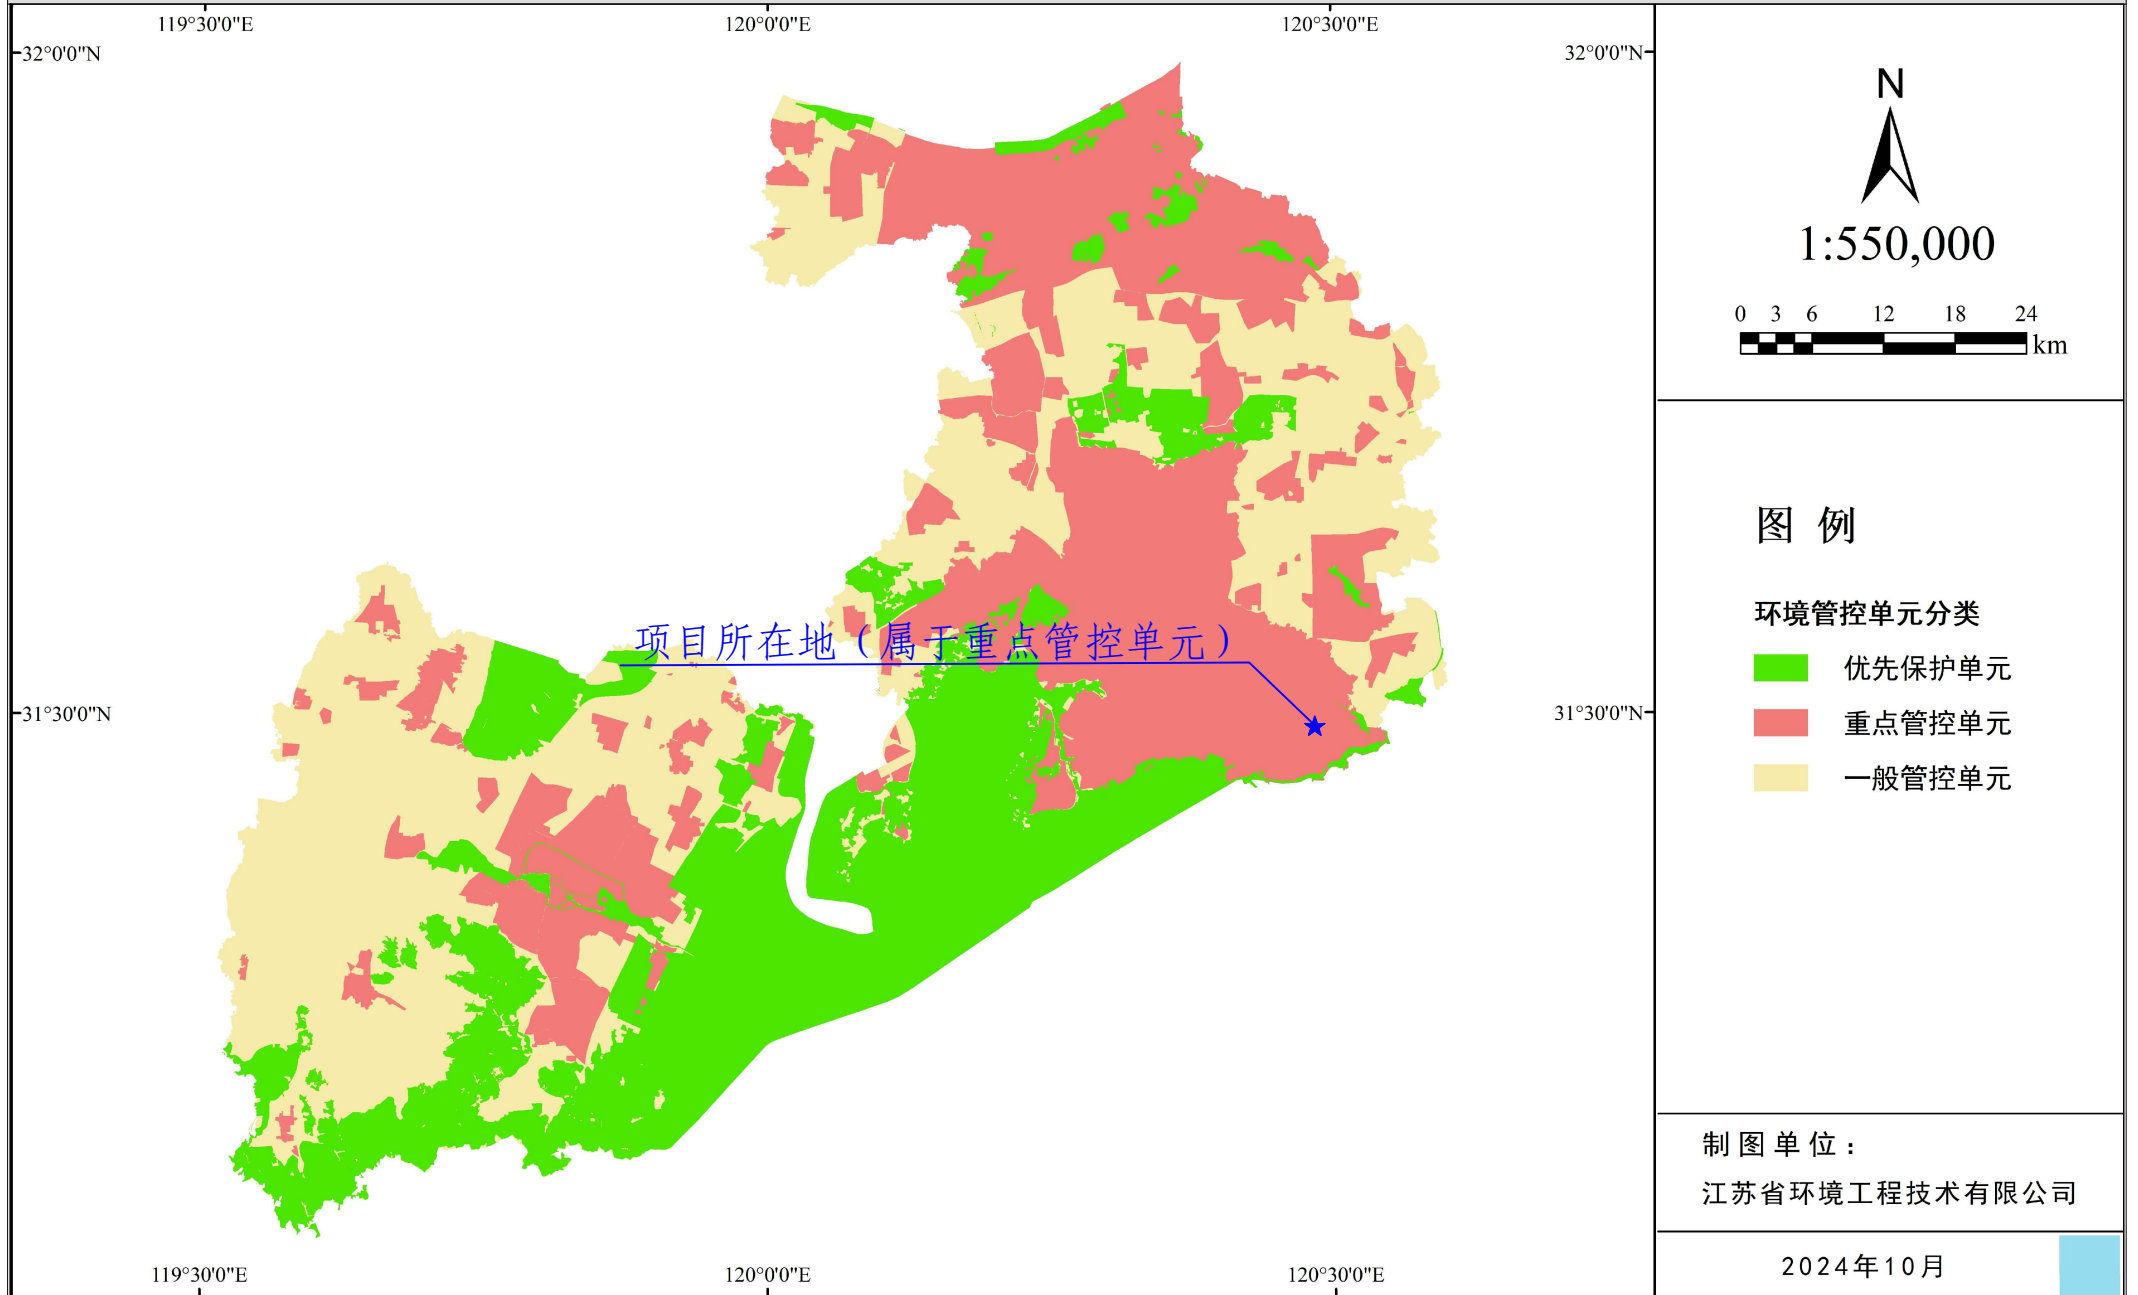 119°30'0"E
120°0'0"E
120°30'0"E
32°0'0"N
32°0'0"N
N
1:550,000
0 3 6 12 18 24
km
图 例
环境管控单元分类
优先保护单元
重点管控单元
一般管控单元
项目所在地（属于重点管控单元）
31°30'0"N
31°30'0"N
制图单位：
江苏省环境工程技术有限公司
2024年10月
119°30'0"E
120°0'0"E
120°30'0"E